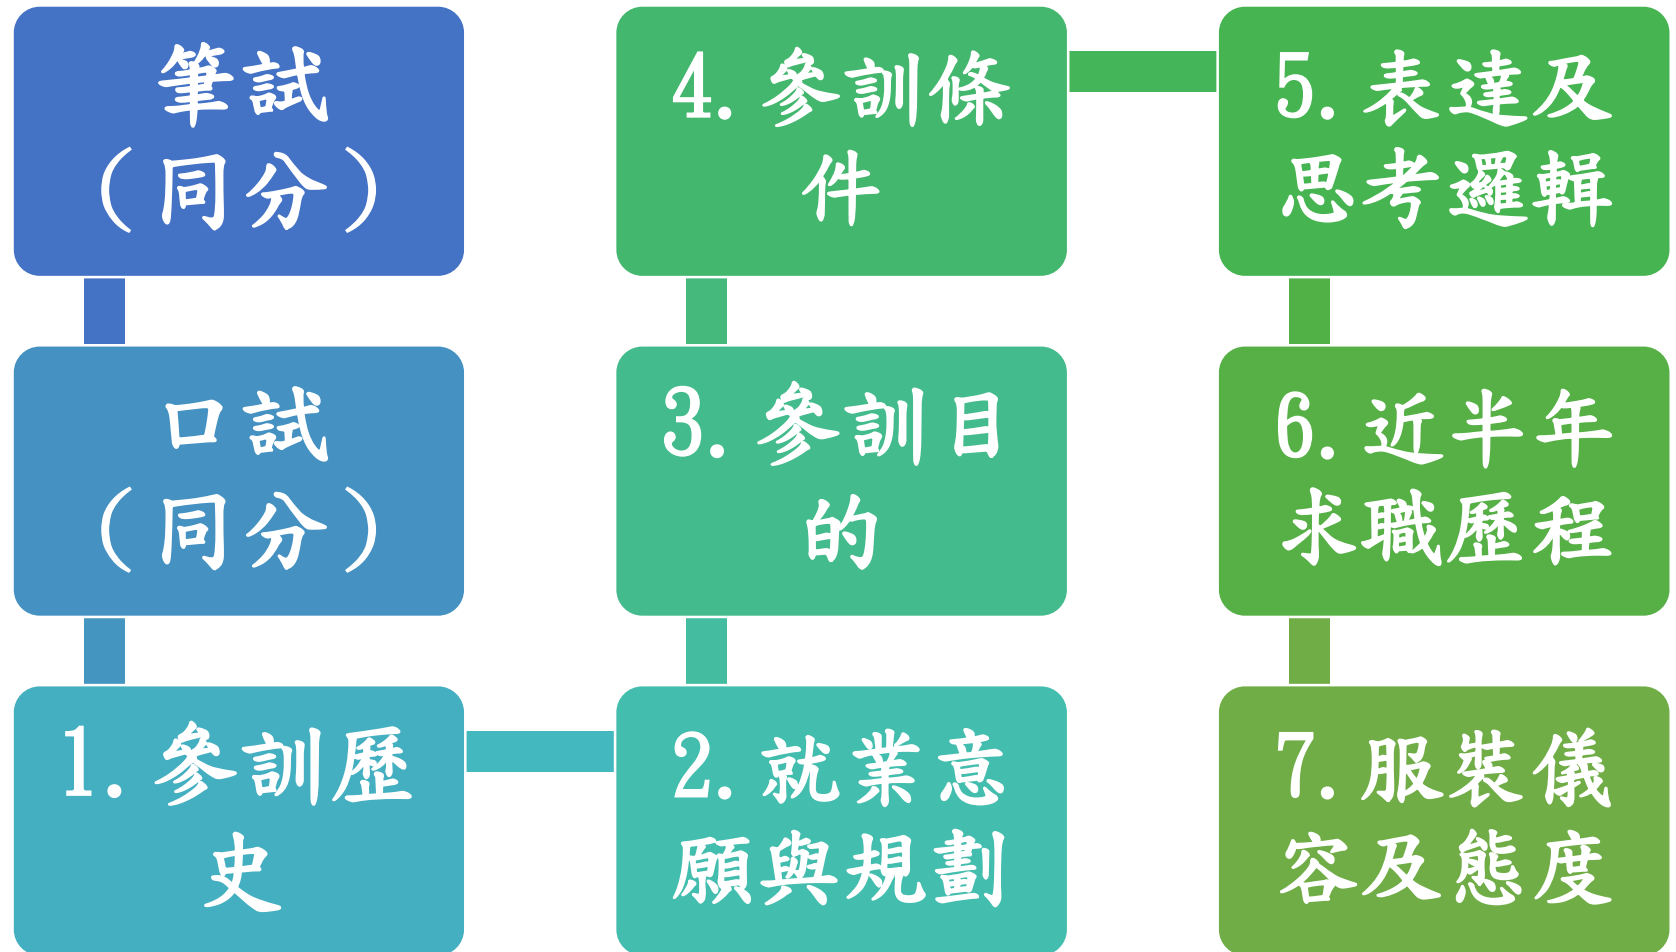 筆試
(同分)
口試
(同分)
1.參訓歷
史
2.就業意
願與規劃
3.參訓目
的
4.參訓條
件
5.表達及
思考邏輯
6.近半年
求職歷程
7.服裝儀
容及態度